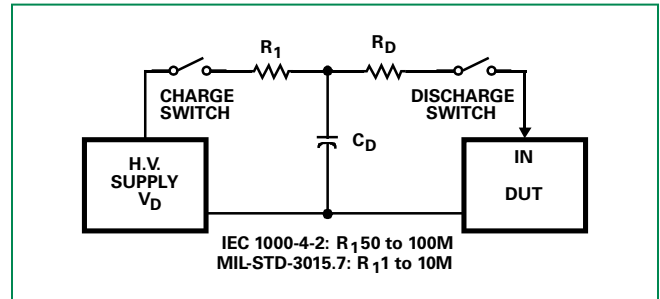 R1
RD
CHARGE
SWITCH
DISCHARGE
SWITCH
CD
H.V.
SUPPLY
VD
IN
DUT
IEC 1000-4-2: R1 50 to 100M
MIL-STD-3015.7: R1 1 to 10M